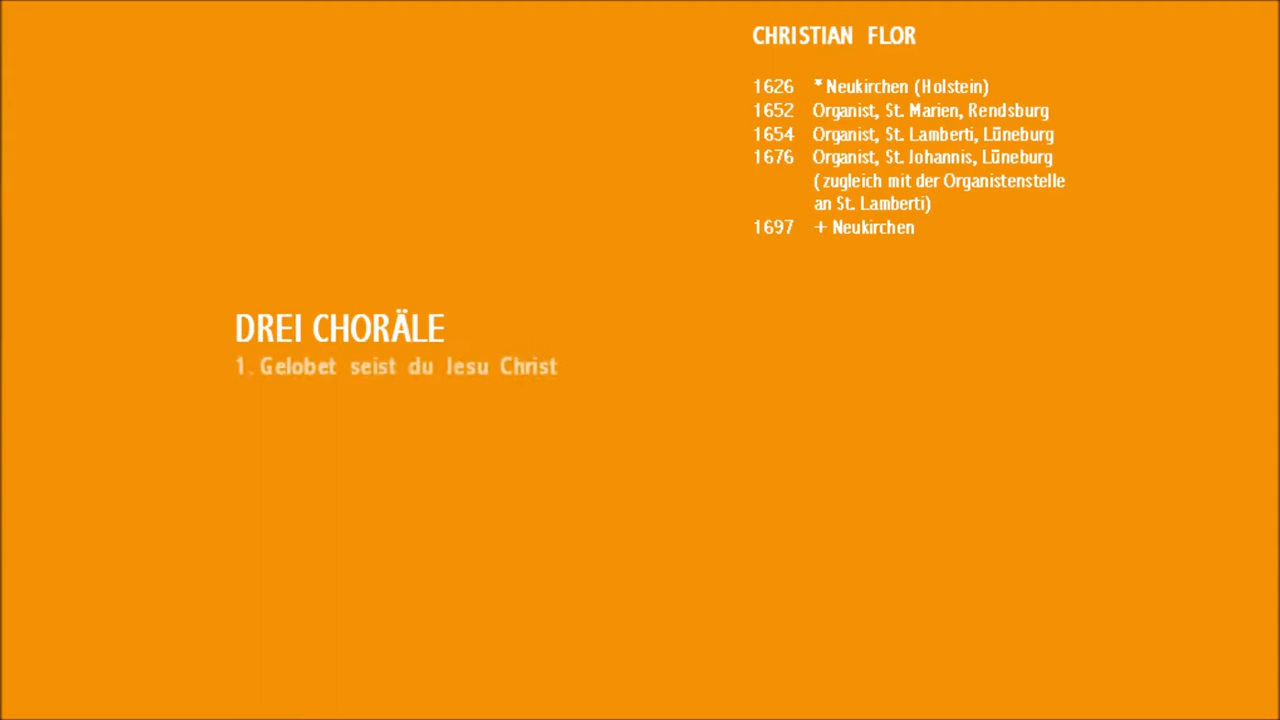 CHRISTIAN FLOR
1626 * Neukirchen (Holstein)
1652 Organist, St. Marien, Rendsburg
1654 Organist, St. Lamberti, Lüneburg
1676 Organist, St. Johannis, Lüneburg
(zugleich mit der Organistenstelle
an St. Lamberti)
1697 + Neukirchen
DREI CHORÄLE
1. Gelobet seist du Jesu Christ